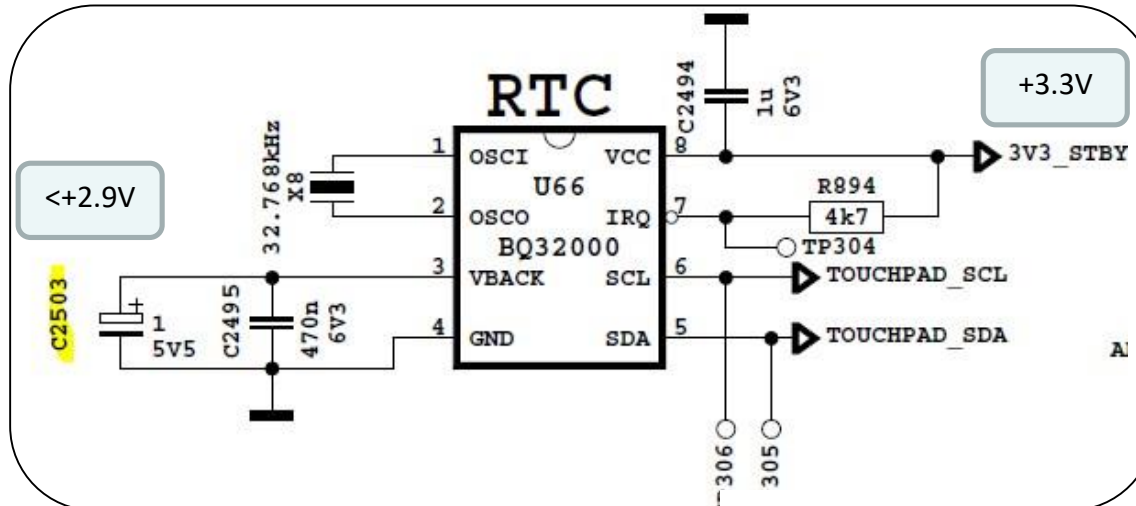 RTC
+3.3V
<+2.9V
32.768kHz
X8
C2494
1u
6V3
1
OSCI
VCC
8
3V3_STBY
U66
R894
4k7
2
OSCO
IRQ
7
BQ32000
TP304
3
VBACK
SCL
6
TOUCHPAD_SCL
C2503
+
1
5V5
C2495
470n
6V3
4
GND
SDA
5
TOUCHPAD_SDA
306
305